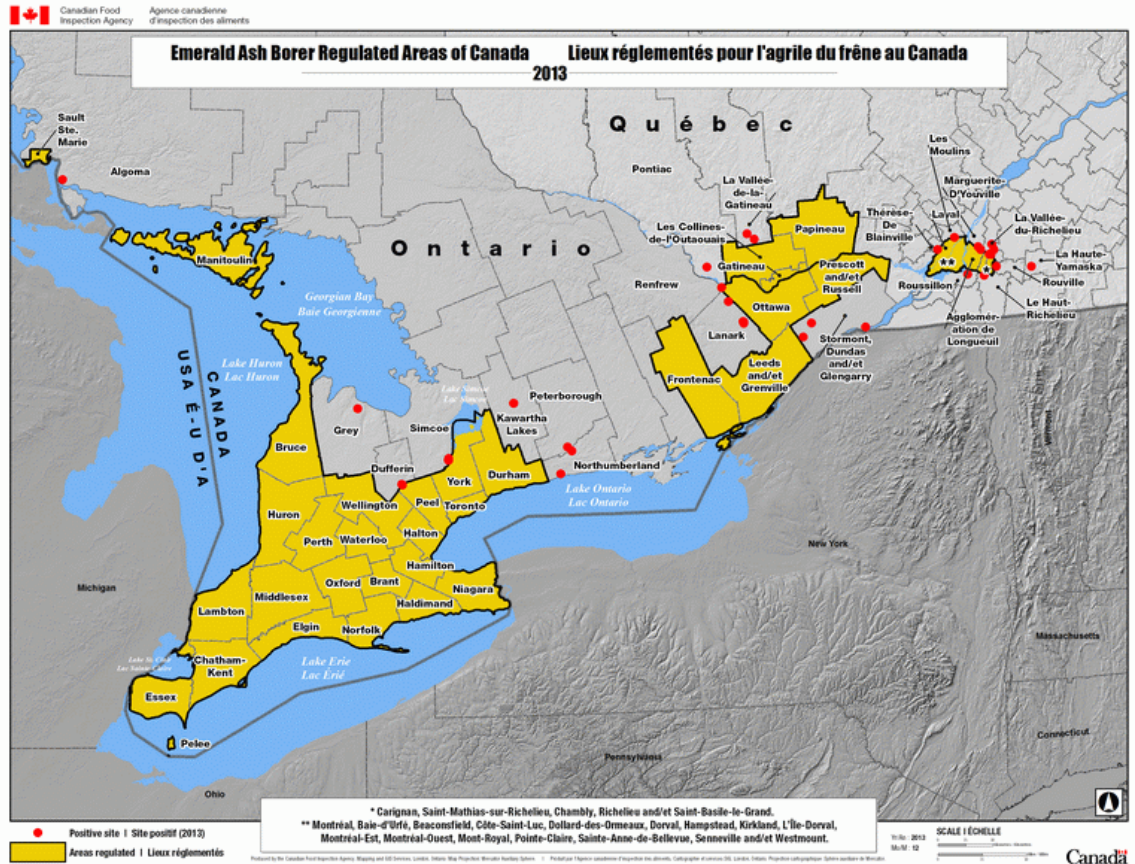 Canadian Food
Inspection Agency
Agence canadienne
d'inspection des aliments
Emerald Ash Borer Regulated Areas of Canada
Lieux réglementés pour l'agrile du frêne au Canada
2013
Québec
Ontario
Sault
Ste.
Marie
Algoma
Manitoulin
Pontiac
La Vallée-
de-la-
Gatineau
Les Collines-
de-l'Outaouais
Papineau
Gatineau
Prescott
and/et
Russell
Renfrew
Ottawa
Lanark
Frontenac
Leeds
and/et
Grenville
Stormont,
Dundas
and/et
Glengarry
Les
Moulins
Marguerite-
D'Youville
Thérèse-
De
Blainville
Laval
La Vallée-
du-Richelieu
La Haute-
Yamaska
Rouville
Roussillon
Le Haut-
Richelieu
Agglomér-
ation de
Longueuil
**
*
Georgian Bay
Baie Georgienne
Lake Huron
Lac Huron
CANADA
USA É-U D'A
Lake Simcoe
Lac Simcoe
Peterborough
Kawartha
Lakes
Grey
Simcoe
Bruce
Dufferin
Northumberland
York
Durham
Lake Ontario
Lac Ontario
Wellington
Peel
Toronto
Huron
Perth
Waterloo
Halton
Hamilton
Oxford
Brant
Niagara
Middlesex
Haldimand
Lambton
Elgin
Norfolk
Chatham-
Kent
Lake Erie
Lac Érié
Essex
Pelee
Michigan
New York
Vermont
Massachusetts
Connecticut
Pennsylvania
Ohio
* Carignan, Saint-Mathias-sur-Richelieu, Chambly, Richelieu and/et Saint-Basile-le-Grand.
** Montréal, Baie-d'Urfé, Beaconsfield, Côte-Saint-Luc, Dollard-des-Ormeaux, Dorval, Hampstead, Kirkland, L'Île-Dorval,
Montréal-Est, Montréal-Ouest, Mont-Royal, Pointe-Claire, Sainte-Anne-de-Bellevue, Senneville and/et Westmount.
Positive site | Site positif (2013)
Areas regulated | Lieux réglementés
Yr/An : 2013
Mo/M : 12
SCALE | ÉCHELLE
Canada